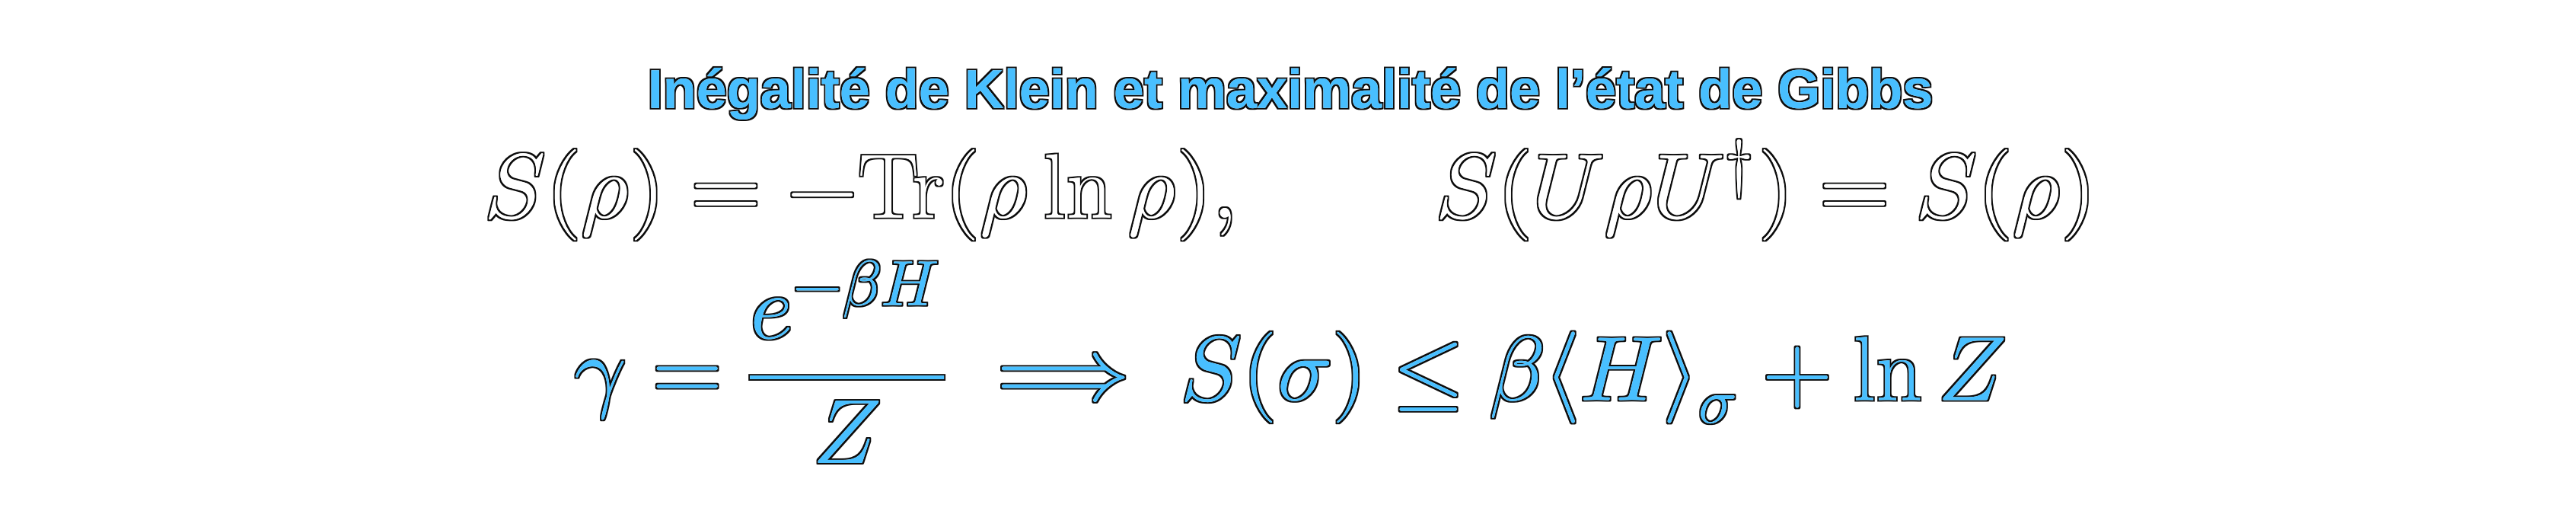 Inégalité de Klein et maximalité de l’état de Gibbs
S(ρ) = −Tr(ρ ln ρ), S(UρU†) = S(ρ)
γ = e^{−βH} / Z ⟹ S(σ) ≤ β⟨H⟩_σ + ln Z